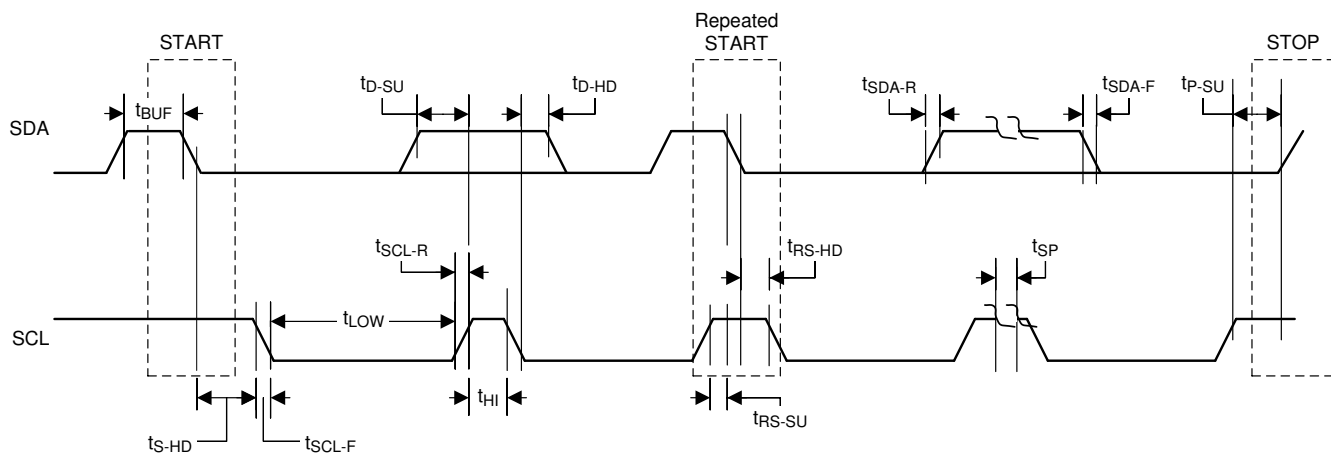 Repeated
START
START
STOP
tD-SU
tD-HD
tSDA-R
tSDA-F
tP-SU
tBUF
SDA
tSCL-R
tRS-HD
tSP
tLOW
SCL
tHI
tRS-SU
tS-HD
tSCL-F